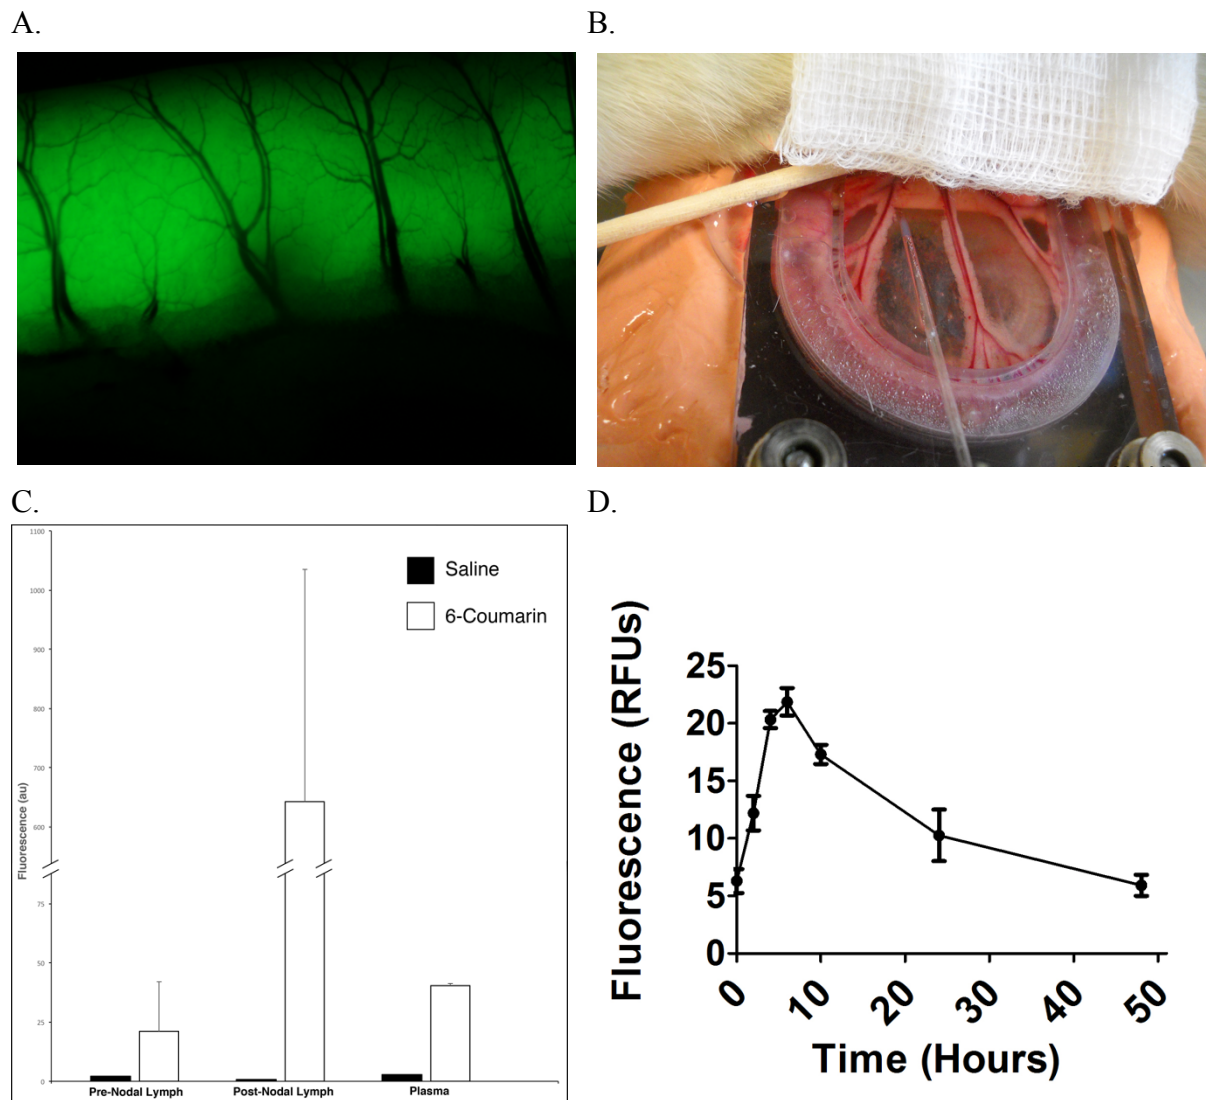 A.
B.
C.
D.
1100
1000
900
800
700
600
75
50
25
0
Fluorescence (au)
Saline
6-Coumarin
Pre-Nodal Lymph
Post-Nodal Lymph
Plasma
25
20
15
10
5
0
Fluorescence (RFUs)
0 10 20 30 40 50
Time (Hours)